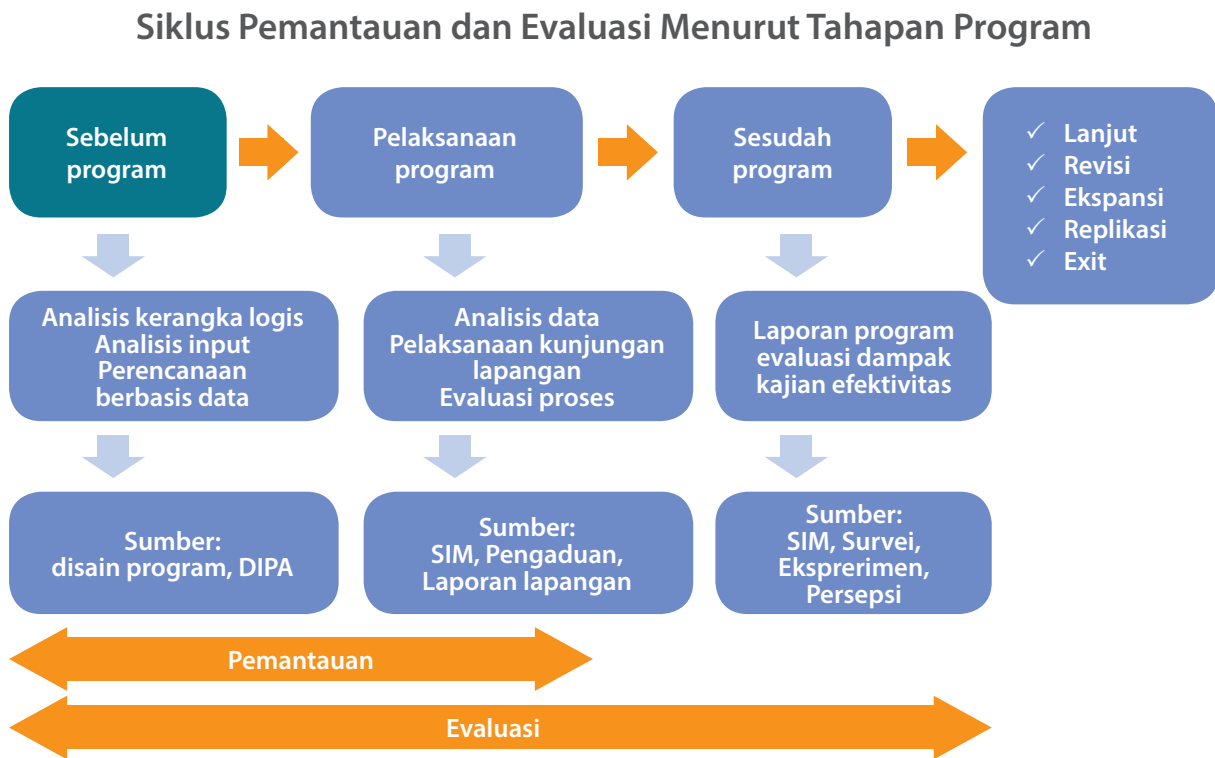 Siklus Pemantauan dan Evaluasi Menurut Tahapan Program
Sebelum
program
Pelaksanaan
program
Sesudah
program
✓ Lanjut
✓ Revisi
✓ Ekspansi
✓ Replikasi
✓ Exit
Analisis kerangka logis
Analisis input
Perencanaan
berbasis data
Analisis data
Pelaksanaan kunjungan
lapangan
Evaluasi proses
Laporan program
evaluasi dampak
kajian efektivitas
Sumber:
disain program, DIPA
Sumber:
SIM, Pengaduan,
Laporan lapangan
Sumber:
SIM, Survei,
Eksprerimen,
Persepsi
Pemantauan
Evaluasi